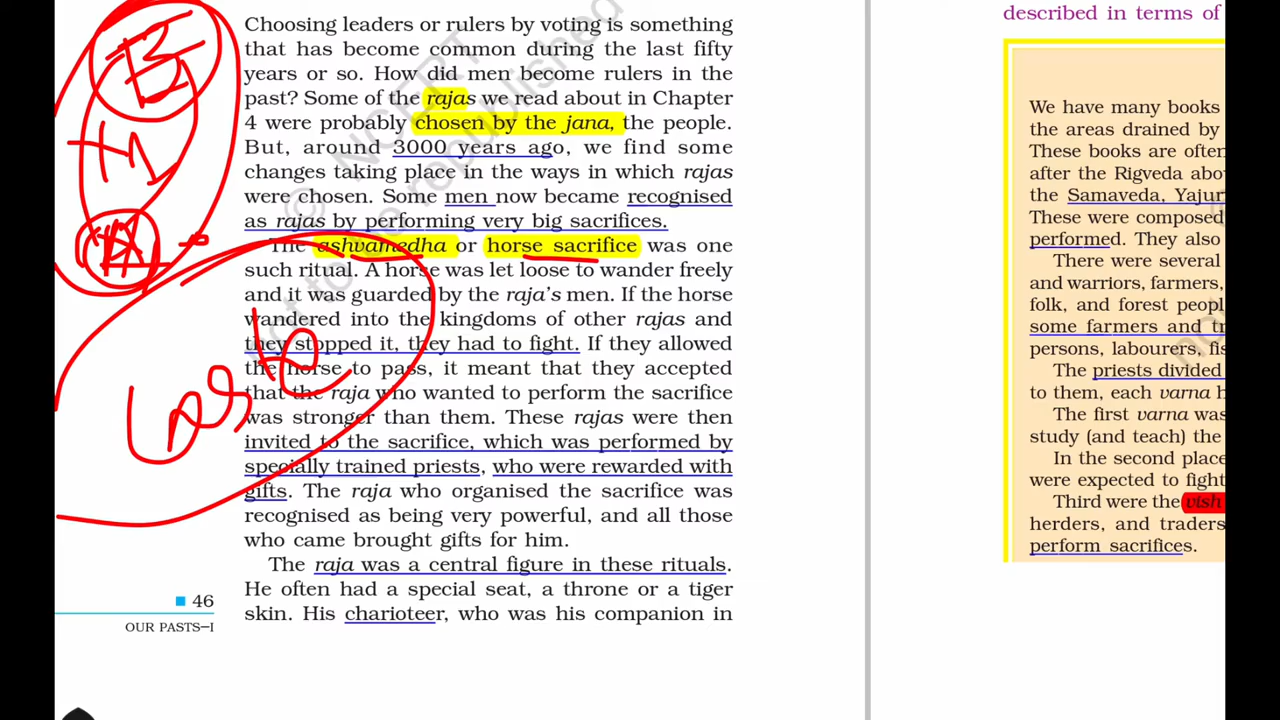 Choosing leaders or rulers by voting is something
that has become common during the last fifty
years or so. How did men become rulers in the
past? Some of the rajas we read about in Chapter
4 were probably chosen by the jana, the people.
But, around 3000 years ago, we find some
changes taking place in the ways in which rajas
were chosen. Some men now became recognised
as rajas by performing very big sacrifices.
The ashvamedha or horse sacrifice was one
such ritual. A horse was let loose to wander freely
and it was guarded by the raja's men. If the horse
wandered into the kingdoms of other rajas and
they stopped it, they had to fight. If they allowed
the horse to pass, it meant that they accepted
that the raja who wanted to perform the sacrifice
was stronger than them. These rajas were then
invited to the sacrifice, which was performed by
specially trained priests, who were rewarded with
gifts. The raja who organised the sacrifice was
recognised as being very powerful, and all those
who came brought gifts for him.
The raja was a central figure in these rituals.
He often had a special seat, a throne or a tiger
skin. His charioteer, who was his companion in
46
OUR PASTS–I
Caste
© NCERT
not to be republished
described in terms of
We have many books
the areas drained by
These books are often
after the Rigveda
the Samaveda,
These were composed
performed. They also
There were several
and warriors, farmers,
folk, and forest
some farmers and
persons, labourers,
The priests divided
to them, each varna
The first varna was
study (and teach) the
In the second place
were expected to fight
Third were the vish
herders, and traders
perform sacrifices.